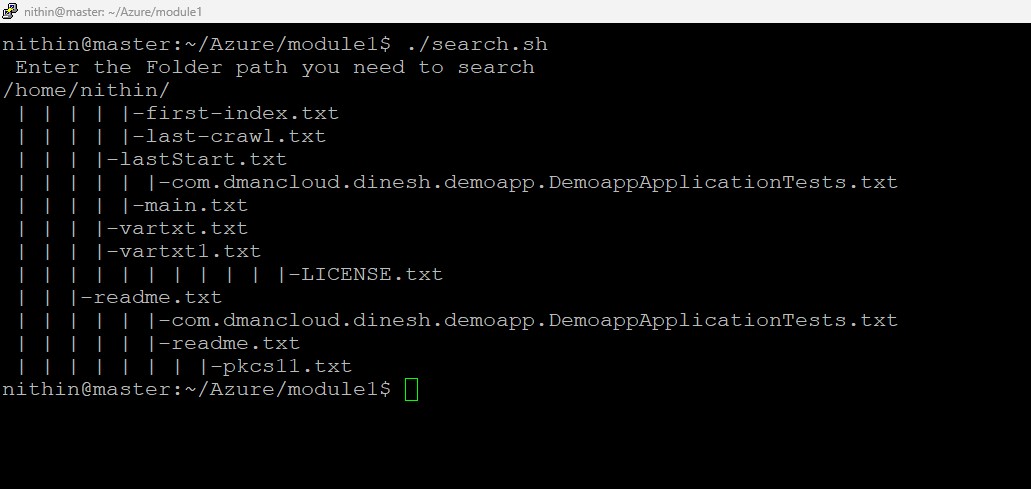 nithin@master: ~/Azure/module1
nithin@master:~/Azure/module1$ ./search.sh
 Enter the Folder path you need to search
/home/nithin/
 | | | | |-first-index.txt
 | | | | |-last-crawl.txt
 | | | |-lastStart.txt
 | | | | | |-com.dmancloud.dinesh.demoapp.DemoappApplicationTests.txt
 | | | | |-main.txt
 | | | |-vartxt.txt
 | | | |-vartxt1.txt
 | | | | | | | | | | |-LICENSE.txt
 | | |-readme.txt
 | | | | | |-com.dmancloud.dinesh.demoapp.DemoappApplicationTests.txt
 | | | | | |-readme.txt
 | | | | | | | |-pkcs11.txt
nithin@master:~/Azure/module1$